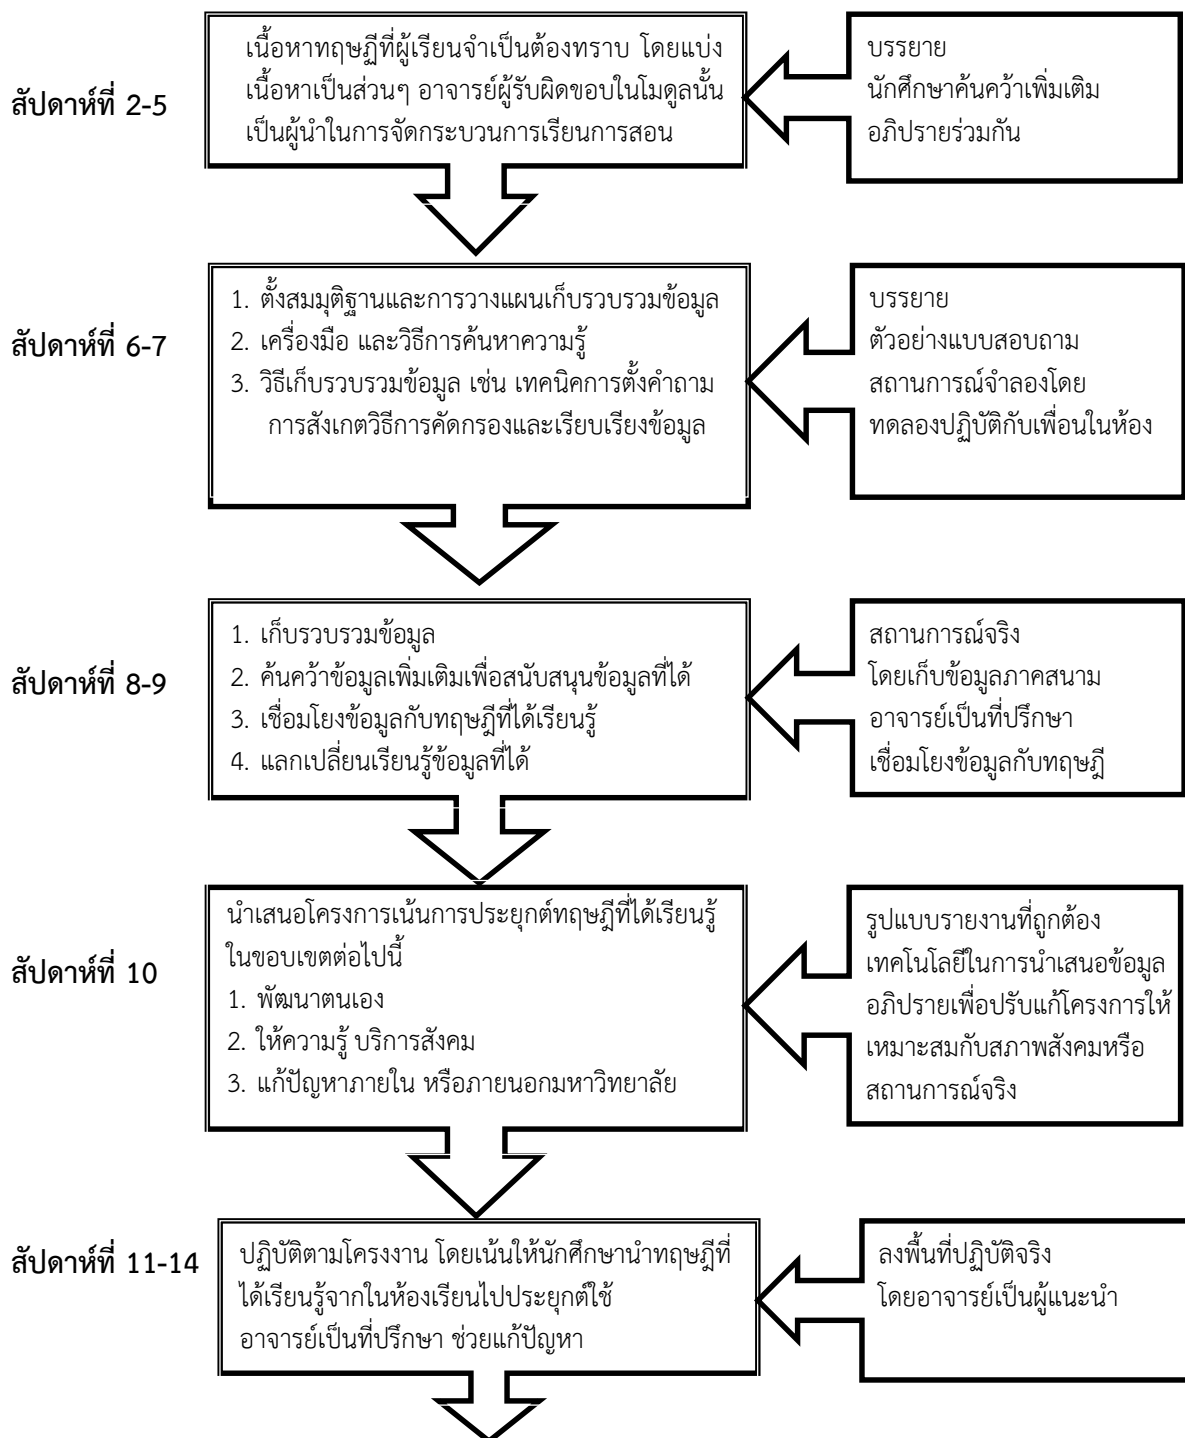 สัปดาห์ที่ 2-5
เนื้อหาทฤษฏีที่ผู้เรียนจำเป็นต้องทราบ โดยแบ่ง
เนื้อหาเป็นส่วนๆ อาจารย์ผู้รับผิดขอบในโมดูลนั้น
เป็นผู้นำในการจัดกระบวนการเรียนการสอน
บรรยาย
นักศึกษาค้นคว้าเพิ่มเติม
อภิปรายร่วมกัน
สัปดาห์ที่ 6-7
1. ตั้งสมมุติฐานและการวางแผนเก็บรวบรวมข้อมูล
2. เครื่องมือ และวิธีการค้นหาความรู้
3. วิธีเก็บรวบรวมข้อมูล เช่น เทคนิคการตั้งคำถาม
การสังเกตวิธีการคัดกรองและเรียบเรียงข้อมูล
บรรยาย
ตัวอย่างแบบสอบถาม
สถานการณ์จำลองโดย
ทดลองปฏิบัติกับเพื่อนในห้อง
สัปดาห์ที่ 8-9
1. เก็บรวบรวมข้อมูล
2. ค้นคว้าข้อมูลเพิ่มเติมเพื่อสนับสนุนข้อมูลที่ได้
3. เชื่อมโยงข้อมูลกับทฤษฎีที่ได้เรียนรู้
4. แลกเปลี่ยนเรียนรู้ข้อมูลที่ได้
สถานการณ์จริง
โดยเก็บข้อมูลภาคสนาม
อาจารย์เป็นที่ปรึกษา
เชื่อมโยงข้อมูลกับทฤษฎี
สัปดาห์ที่ 10
นำเสนอโครงการเน้นการประยุกต์ทฤษฎีที่ได้เรียนรู้
ในขอบเขตต่อไปนี้
1. พัฒนาตนเอง
2. ให้ความรู้ บริการสังคม
3. แก้ปัญหาภายใน หรือภายนอกมหาวิทยาลัย
รูปแบบรายงานที่ถูกต้อง
เทคโนโลยีในการนำเสนอข้อมูล
อภิปรายเพื่อปรับแก้โครงการให้
เหมาะสมกับสภาพสังคมหรือ
สถานการณ์จริง
สัปดาห์ที่ 11-14
ปฏิบัติตามโครงงาน โดยเน้นให้นักศึกษานำทฤษฎีที่
ได้เรียนรู้จากในห้องเรียนไปประยุกต์ใช้
อาจารย์เป็นที่ปรึกษา ช่วยแก้ปัญหา
ลงพื้นที่ปฏิบัติจริง
โดยอาจารย์เป็นผู้แนะนำ